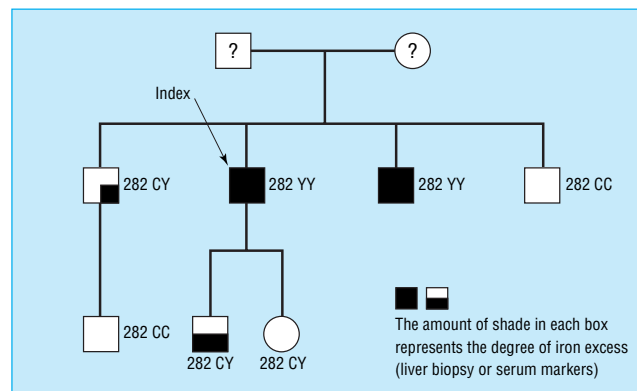 ? ?
Index
282 CY 282 YY 282 YY 282 CC
282 CC
282 CY 282 CY
The amount of shade in each box
represents the degree of iron excess
(liver biopsy or serum markers)